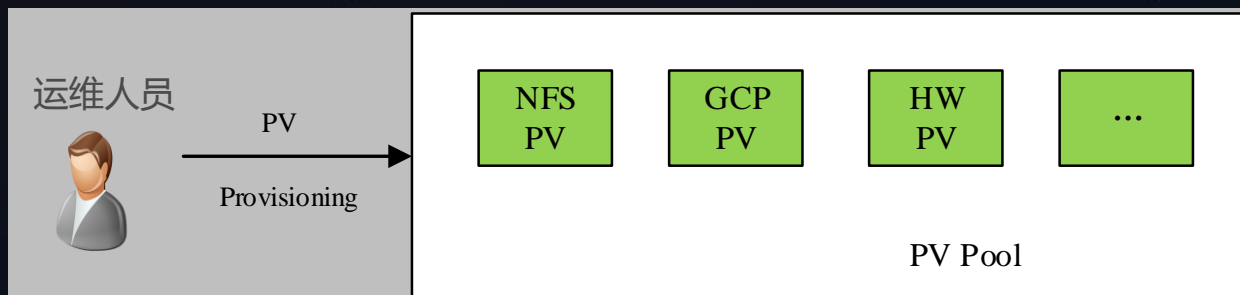 运维人员
PV
Provisioning
NFS
PV
GCP
PV
HW
PV
...
PV Pool